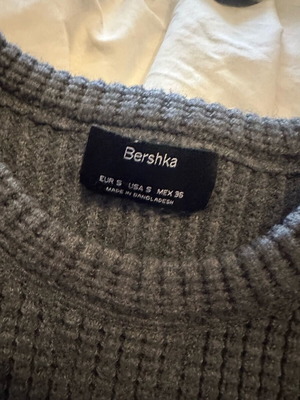 Bershka
EUR S USA S MEX 36
MADE IN BANGLADESH